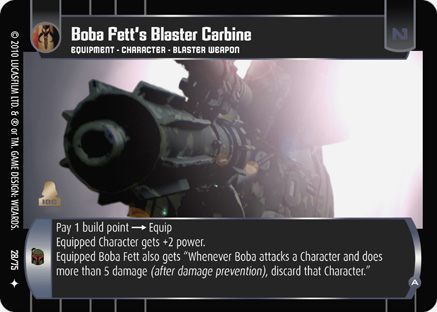 Boba Fett's Blaster Carbine
EQUIPMENT - CHARACTER - BLASTER WEAPON
N
© 2010 LUCASFILM LTD. & ® or TM. GAME DESIGN: WIZARDS.
28/75
Pay 1 build point → Equip
Equipped Character gets +2 power.
Equipped Boba Fett also gets “Whenever Boba attacks a Character and does
more than 5 damage (after damage prevention), discard that Character.”
A